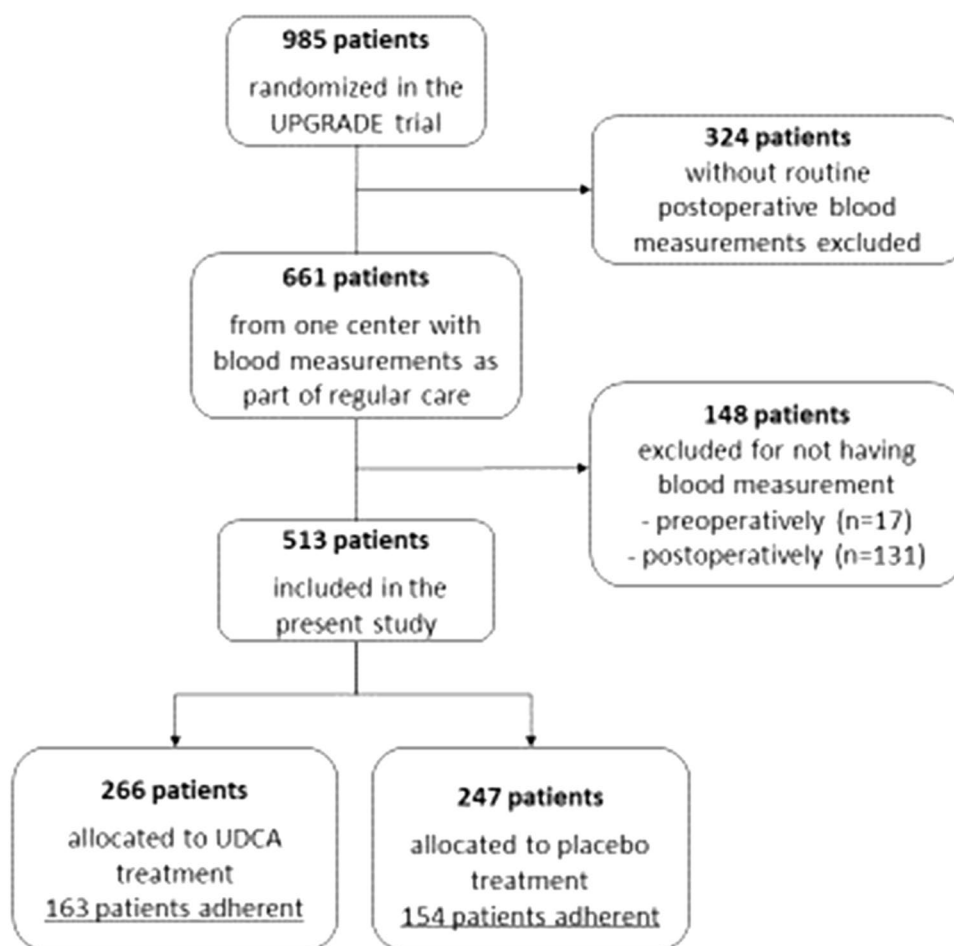 985 patients
randomized in the
UPGRADE trial
324 patients
without routine
postoperative blood
measurements excluded
661 patients
from one center with
blood measurements as
part of regular care
148 patients
excluded for not having
blood measurement
- preoperatively (n=17)
- postoperatively (n=131)
513 patients
included in the
present study
266 patients
allocated to UDCA
treatment
163 patients adherent
247 patients
allocated to placebo
treatment
154 patients adherent